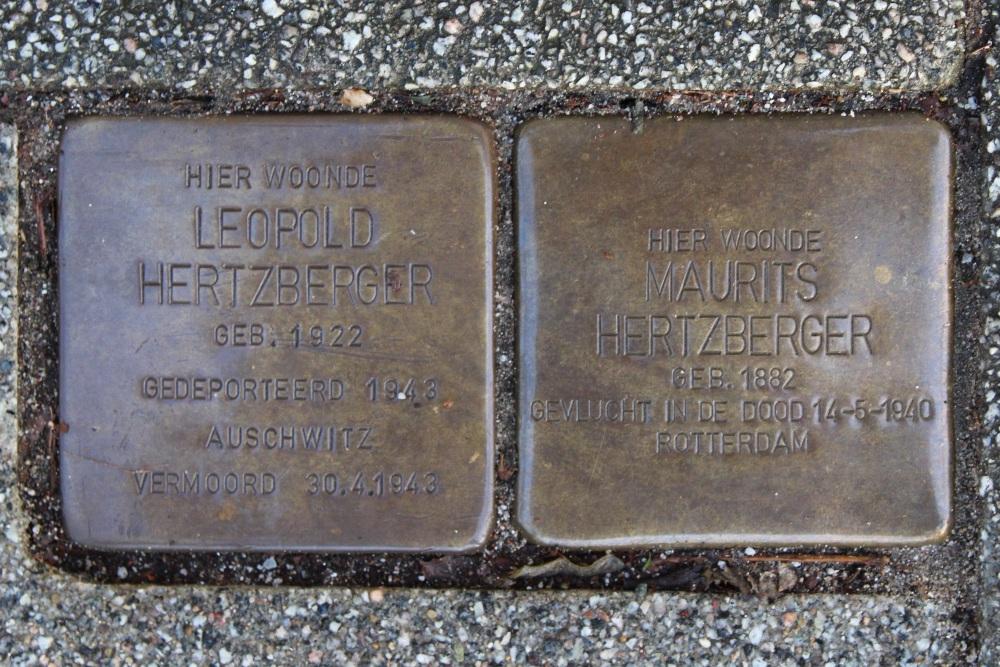 HIER WOONDE
LEOPOLD
HERTZBERGER
GEB. 1922
GEDEPORTEERD 1943
AUSCHWITZ
VERMOORD 30.4.1943
HIER WOONDE
MAURITS
HERTZBERGER
GEB. 1882
GEVLUCHT IN DE DOOD 14-5-1940
ROTTERDAM